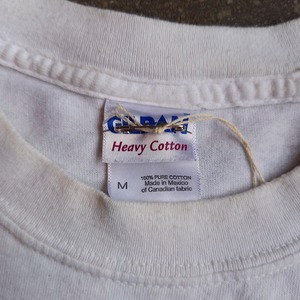 GILDAN
Heavy Cotton
M
100% PURE COTTON
Made in Mexico
of Canadian fabric